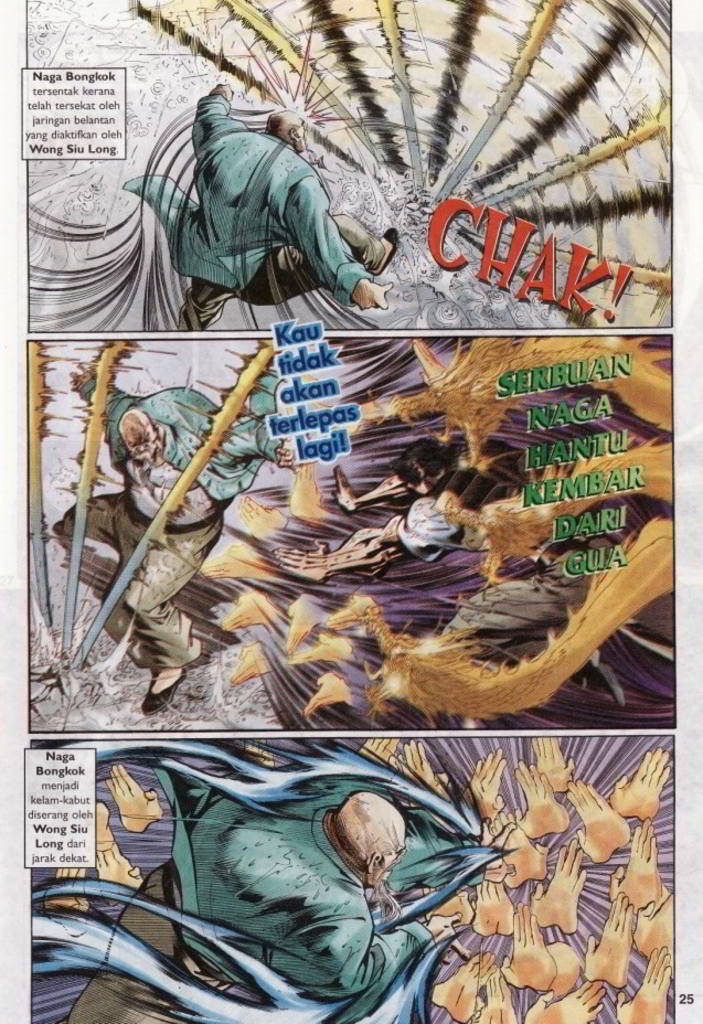 Naga Bongkok
tersentak kerana
telah tersekat oleh
jaringan belantan
yang diaktifkan oleh
Wong Siu Long.
CHAK!
Kau
tidak
akan
terlepas
lagi!
SERBUAN
NAGA
HANTU
KEMBAR
DARI
GUA
Naga
Bongkok
menjadi
kelam-kabut
diserang oleh
Wong Siu
Long dari
jarak dekat.
25